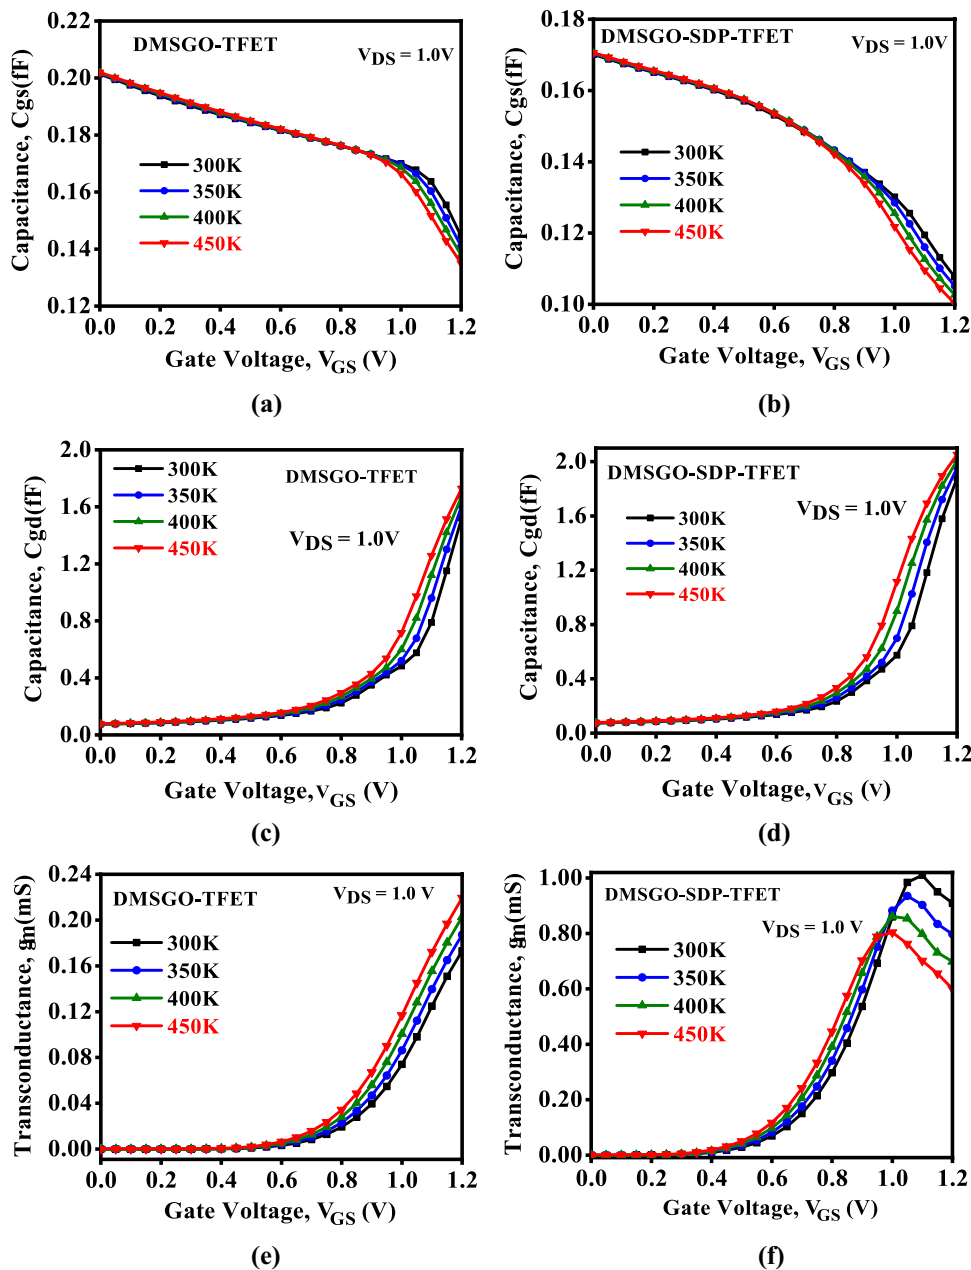 DMSGO-TFET
V_DS = 1.0V
Capacitance, Cgs(fF)
0.22
0.20
0.18
0.16
0.14
0.12
300K
350K
400K
450K
0.0 0.2 0.4 0.6 0.8 1.0 1.2
Gate Voltage, V_GS (V)
(a)
DMSGO-SDP-TFET
V_DS = 1.0V
Capacitance, Cgs(fF)
0.18
0.16
0.14
0.12
0.10
300K
350K
400K
450K
0.0 0.2 0.4 0.6 0.8 1.0 1.2
Gate Voltage, V_GS (V)
(b)
DMSGO-TFET
V_DS = 1.0V
Capacitance, Cgd(fF)
2.0
1.6
1.2
0.8
0.4
0.0
300K
350K
400K
450K
0.0 0.2 0.4 0.6 0.8 1.0 1.2
Gate Voltage, V_GS (V)
(c)
DMSGO-SDP-TFET
V_DS = 1.0V
Capacitance, Cgd(fF)
2.0
1.6
1.2
0.8
0.4
0.0
300K
350K
400K
450K
0.0 0.2 0.4 0.6 0.8 1.0 1.2
Gate Voltage, v_GS (v)
(d)
DMSGO-TFET
V_DS = 1.0 V
Transconductance, gm(mS)
0.24
0.20
0.16
0.12
0.08
0.04
0.00
300K
350K
400K
450K
0.0 0.2 0.4 0.6 0.8 1.0 1.2
Gate Voltage, V_GS (V)
(e)
DMSGO-SDP-TFET
V_DS = 1.0 V
Transconductance, gm(mS)
1.00
0.80
0.60
0.40
0.20
0.00
300K
350K
400K
450K
0.0 0.2 0.4 0.6 0.8 1.0 1.2
Gate Voltage, V_GS (V)
(f)